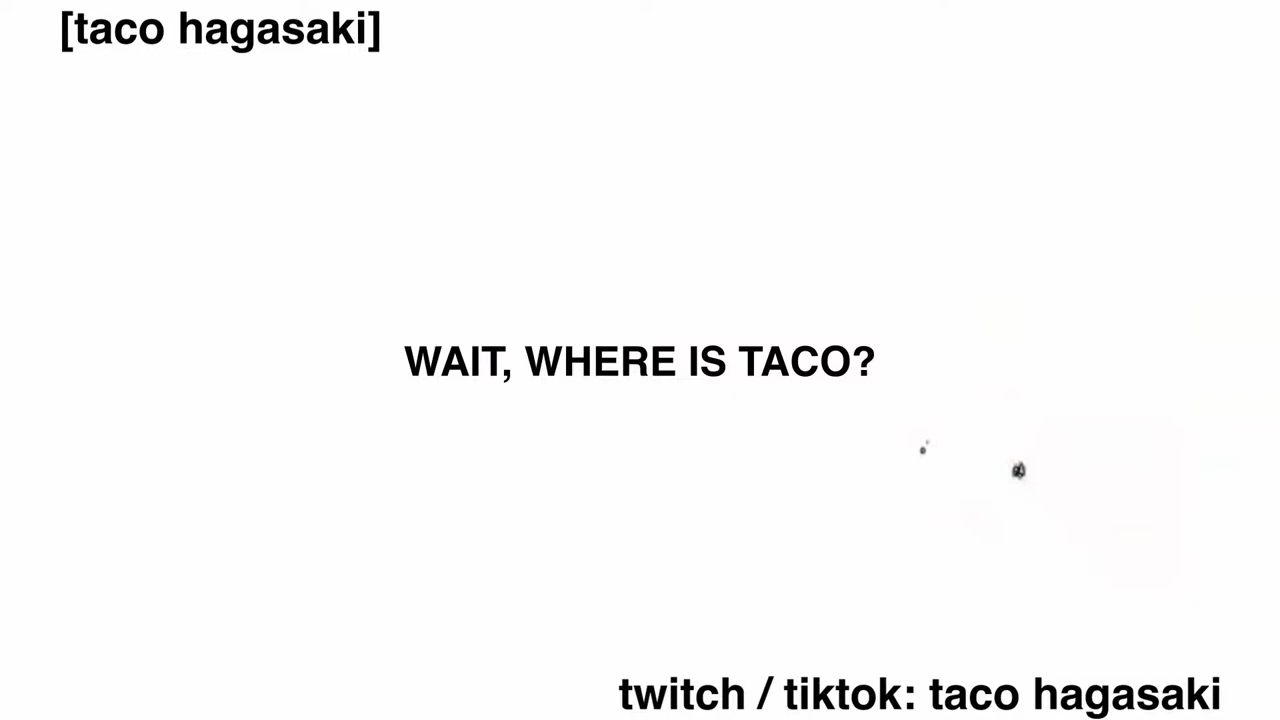 [taco hagasaki]
WAIT, WHERE IS TACO?
twitch / tiktok: taco hagasaki